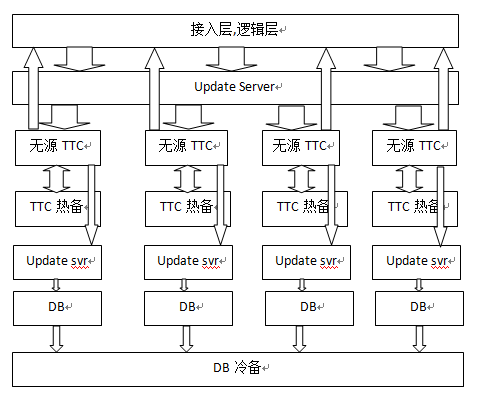 接入层,逻辑层
Update Server
无源 TTC 无源 TTC 无源 TTC 无源 TTC
TTC 热备 TTC 热备 TTC 热备 TTC 热备
Update svr Update svr Update svr Update svr
DB DB DB DB
DB 冷备